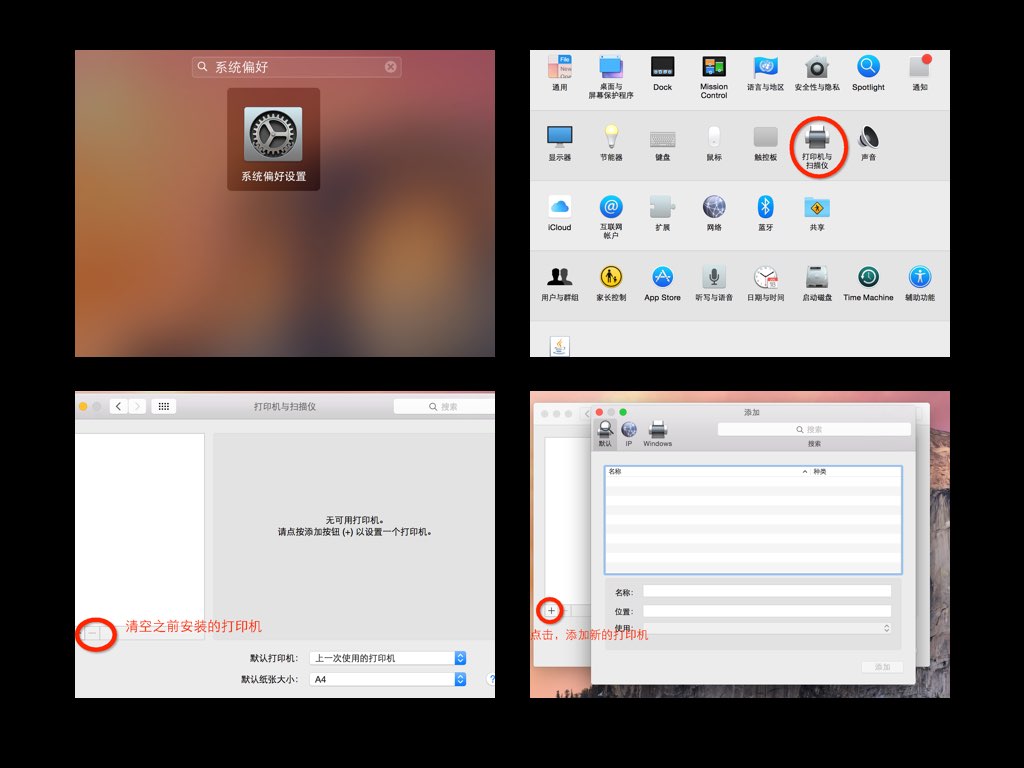 系统偏好
系统偏好设置
File
New
通用
桌面与
屏幕保护程序
Dock
Mission
Control
语言与地区
安全性与隐私
Spotlight
通知
显示器
节能器
键盘
鼠标
触控板
打印机与
扫描仪
声音
iCloud
互联网
帐户
扩展
网络
蓝牙
共享
用户与群组
家长控制
App Store
听写与语音
日期与时间
启动磁盘
Time Machine
辅助功能
打印机与扫描仪
搜索
无可用打印机。
请点按添加按钮 (+) 以设置一个打印机。
清空之前安装的打印机
默认打印机： 上一次使用的打印机
默认纸张大小： A4
?
添加
默认 IP Windows
搜索
搜索
名称 种类
名称：
位置：
使用：
点击，添加新的打印机
添加